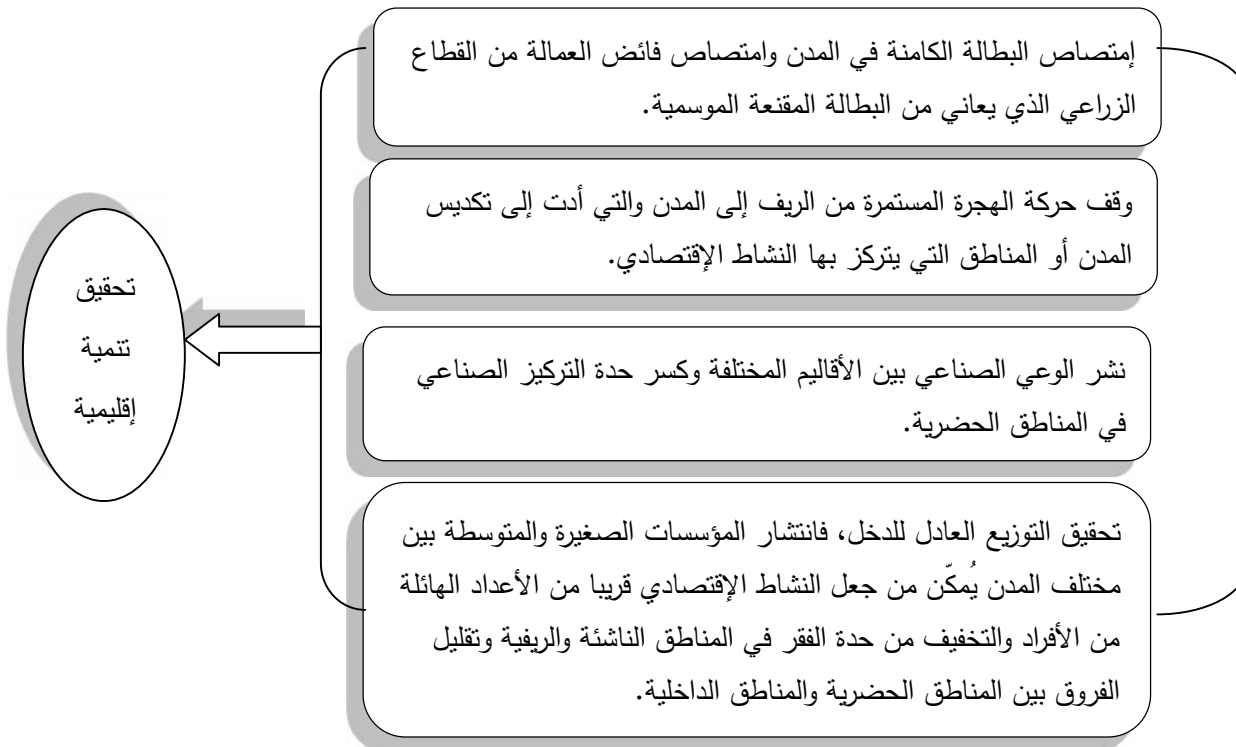 إمتصاص البطالة الكامنة في المدن وامتصاص فائض العمالة من القطاع
الزراعي الذي يعاني من البطالة المقنعة الموسمية.
وقف حركة الهجرة المستمرة من الريف إلى المدن والتي أدت إلى تكديس
المدن أو المناطق التي يتركز بها النشاط الإقتصادي.
نشر الوعي الصناعي بين الأقاليم المختلفة وكسر حدة التركيز الصناعي
في المناطق الحضرية.
تحقيق التوزيع العادل للدخل، فانتشار المؤسسات الصغيرة والمتوسطة بين
مختلف المدن يُمكّن من جعل النشاط الإقتصادي قريبا من الأعداد الهائلة
من الأفراد والتخفيف من حدة الفقر في المناطق الناشئة والريفية وتقليل
الفروق بين المناطق الحضرية والمناطق الداخلية.
تحقيق
تنمية
إقليمية